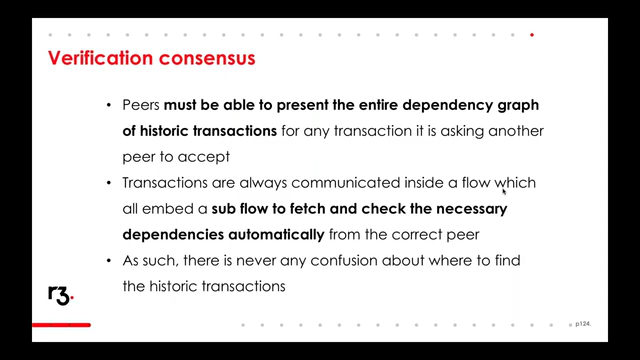 Verification consensus
• Peers must be able to present the entire dependency graph
of historic transactions for any transaction it is asking another
peer to accept
• Transactions are always communicated inside a flow which
all embed a sub flow to fetch and check the necessary
dependencies automatically from the correct peer
• As such, there is never any confusion about where to find
the historic transactions
r3.
p124.